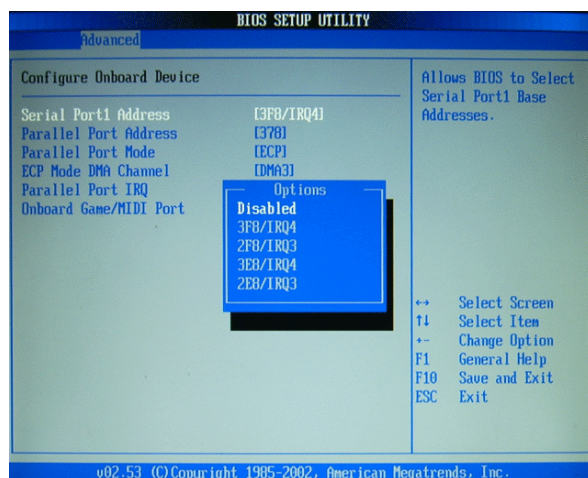 BIOS SETUP UTILITY
Advanced
Configure Onboard Device
Serial Port1 Address [3F8/IRQ4]
Parallel Port Address [378]
Parallel Port Mode [ECP]
ECP Mode DMA Channel [DMA3]
Parallel Port IRQ
Onboard Game/MIDI Port
Options
Disabled
3F8/IRQ4
2F8/IRQ3
3E8/IRQ4
2E8/IRQ3
Allows BIOS to Select
Serial Port1 Base
Addresses.
↔ Select Screen
↑↓ Select Item
+- Change Option
F1 General Help
F10 Save and Exit
ESC Exit
v02.53 (C)Copyright 1985-2002, American Megatrends, Inc.